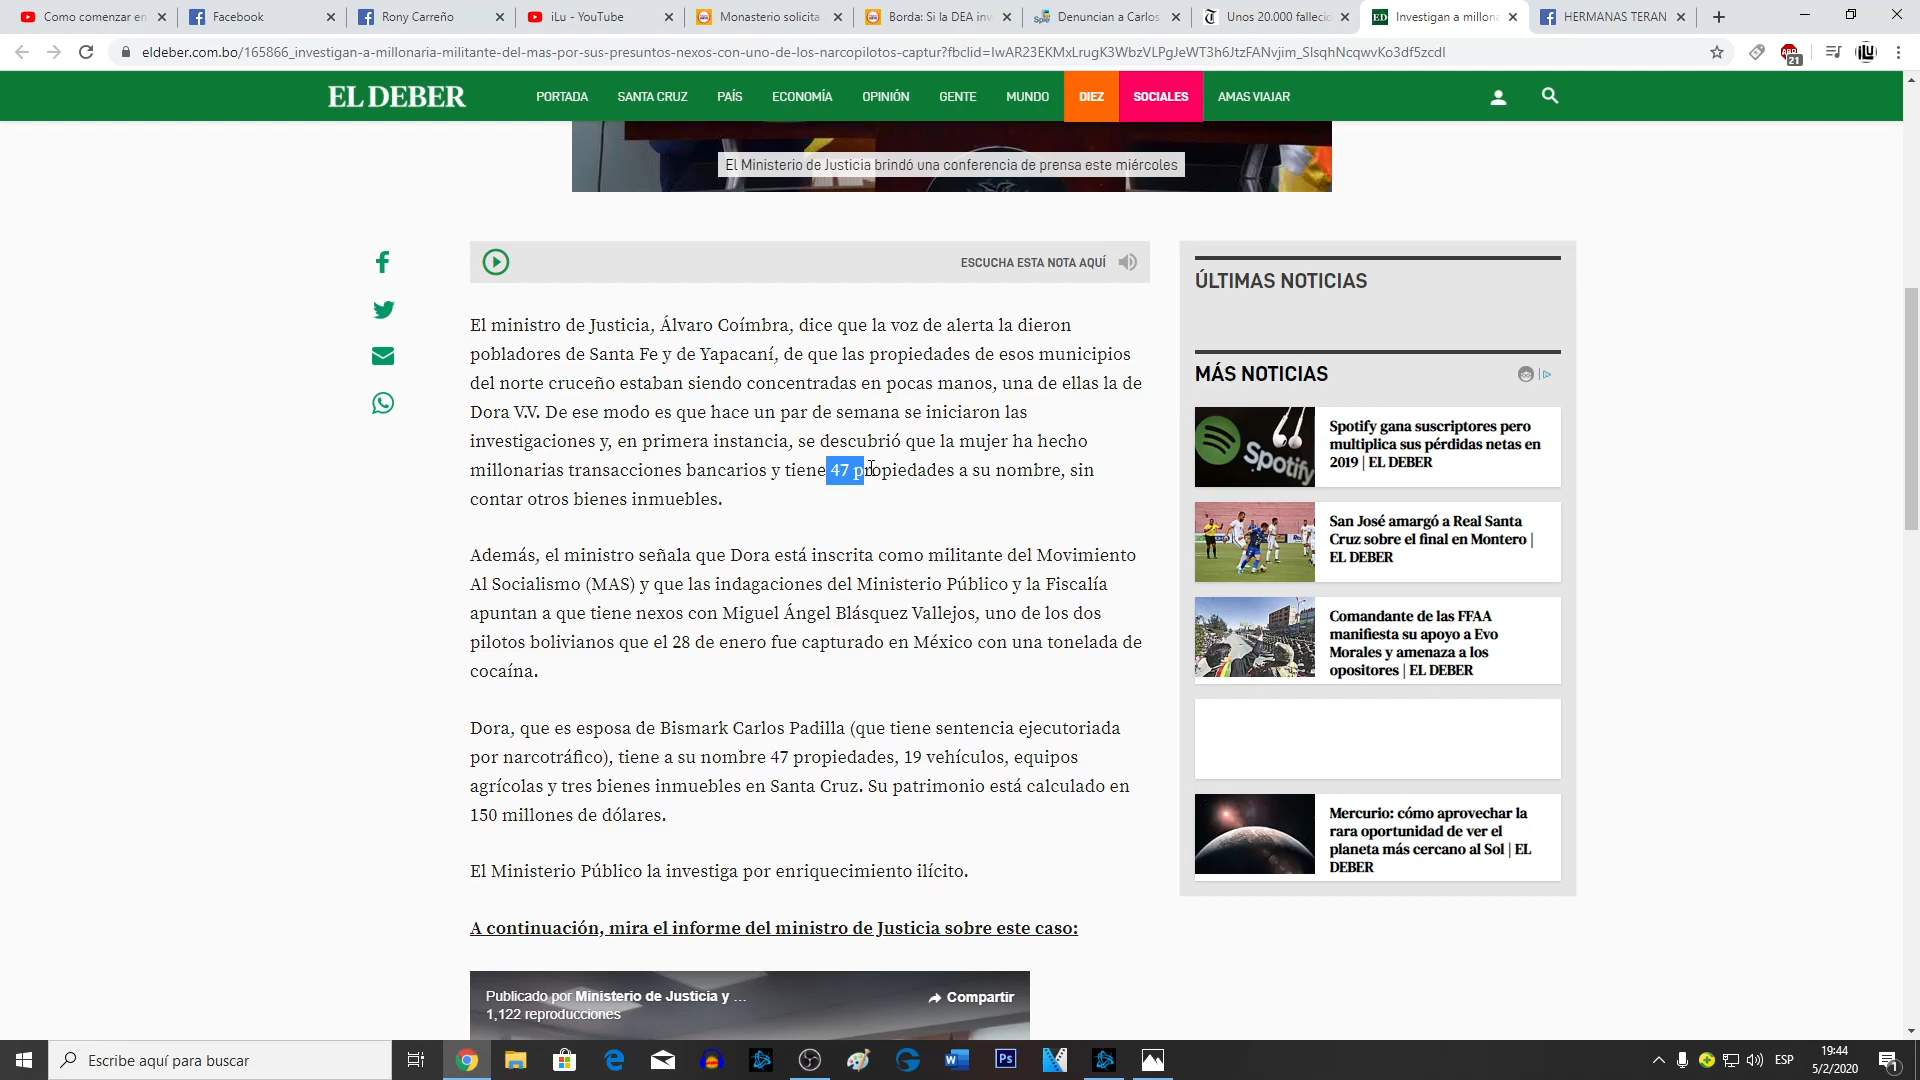 Como comenzar en
Facebook
Rony Carreño
iLu - YouTube
Monasterio solicita
Borda: Si la DEA inv
Denuncian a Carlos
Unos 20.000 fallecic
Investigan a millona
HERMANAS TERAN
eldeber.com.bo/165866_investigan-a-millonaria-militante-del-mas-por-sus-presuntos-nexos-con-uno-de-los-narcopilotos-captur?fbclid=IwAR23EKMxLrugK3WbzVLPgJeWT3h6JtzFANvjim_SIsqhNcqwvKo3df5zcdI
21
EL DEBER
PORTADA
SANTA CRUZ
PAÍS
ECONOMÍA
OPINIÓN
GENTE
MUNDO
DIEZ
SOCIALES
AMAS VIAJAR
El Ministerio de Justicia brindó una conferencia de prensa este miércoles
ESCUCHA ESTA NOTA AQUÍ
El ministro de Justicia, Álvaro Coímbra, dice que la voz de alerta la dieron
pobladores de Santa Fe y de Yapacaní, de que las propiedades de esos municipios
del norte cruceño estaban siendo concentradas en pocas manos, una de ellas la de
Dora V.V. De ese modo es que hace un par de semana se iniciaron las
investigaciones y, en primera instancia, se descubrió que la mujer ha hecho
millonarias transacciones bancarios y tiene 47 propiedades a su nombre, sin
contar otros bienes inmuebles.
Además, el ministro señala que Dora está inscrita como militante del Movimiento
Al Socialismo (MAS) y que las indagaciones del Ministerio Público y la Fiscalía
apuntan a que tiene nexos con Miguel Ángel Blásquez Vallejos, uno de los dos
pilotos bolivianos que el 28 de enero fue capturado en México con una tonelada de
cocaína.
Dora, que es esposa de Bismark Carlos Padilla (que tiene sentencia ejecutoriada
por narcotráfico), tiene a su nombre 47 propiedades, 19 vehículos, equipos
agrícolas y tres bienes inmuebles en Santa Cruz. Su patrimonio está calculado en
150 millones de dólares.
El Ministerio Público la investiga por enriquecimiento ilícito.
A continuación, mira el informe del ministro de Justicia sobre este caso:
Publicado por Ministerio de Justicia y ...
1,122 reproducciones
Compartir
ÚLTIMAS NOTICIAS
MÁS NOTICIAS
Spotify
Spotify gana suscriptores pero
multiplica sus pérdidas netas en
2019 | EL DEBER
San José amargó a Real Santa
Cruz sobre el final en Montero |
EL DEBER
Comandante de las FFAA
manifiesta su apoyo a Evo
Morales y amenaza a los
opositores | EL DEBER
Mercurio: cómo aprovechar la
rara oportunidad de ver el
planeta más cercano al Sol | EL
DEBER
Escribe aquí para buscar
ESP
19:44
5/2/2020
1